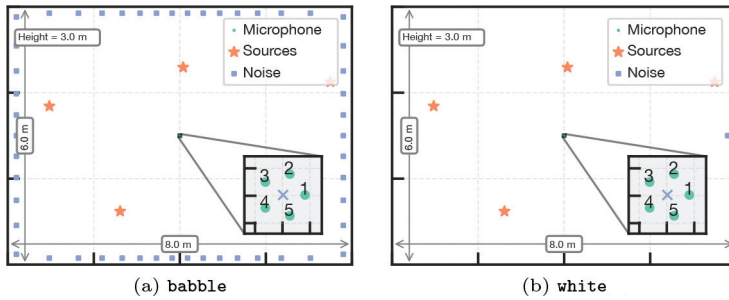 Height = 3.0 m
Microphone
Sources
Noise
6.0 m
2
3
1
4
5
8.0 m
(a) babble
Height = 3.0 m
Microphone
Sources
Noise
6.0 m
2
3
1
4
5
8.0 m
(b) white